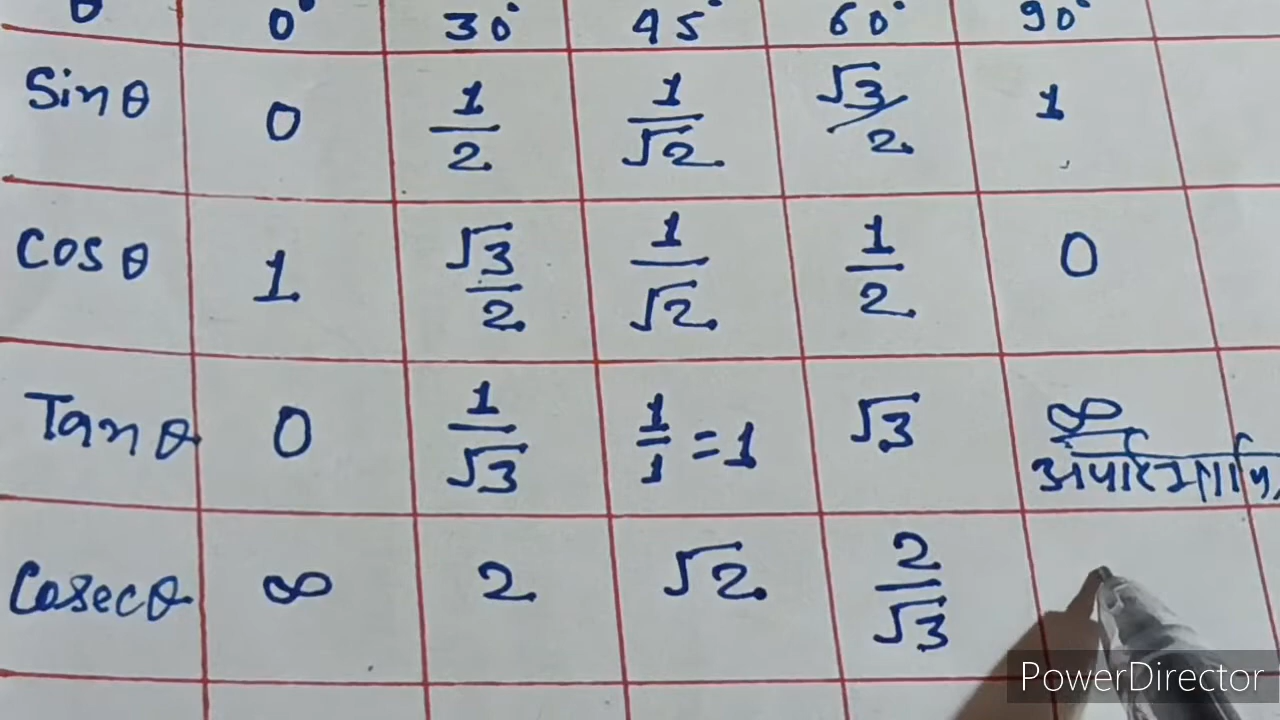 θ 0° 30° 45° 60° 90°
Sinθ 0 1/2 1/√2 √3/2 1
Cosθ 1 √3/2 1/√2 1/2 0
Tanθ 0 1/√3 1/1=1 √3 ∞
Cosecθ ∞ 2 √2 2/√3
PowerDirector